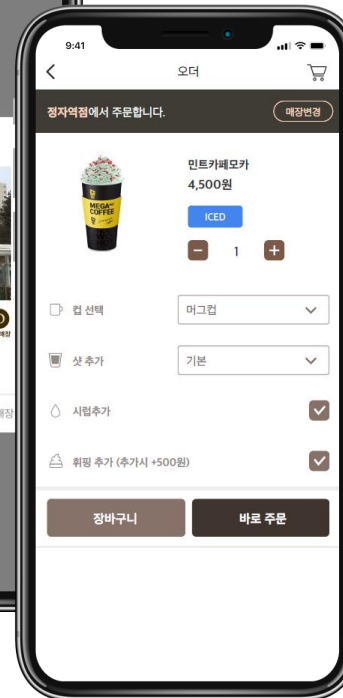 9:41
오더
정자역점에서 주문합니다.
매장변경
민트카페모카
4,500원
ICED
1
MEGA
COFFEE
컵 선택
머그컵
샷 추가
기본
시럽추가
휘핑 추가 (추가시 +500원)
장바구니
바로 주문
매장